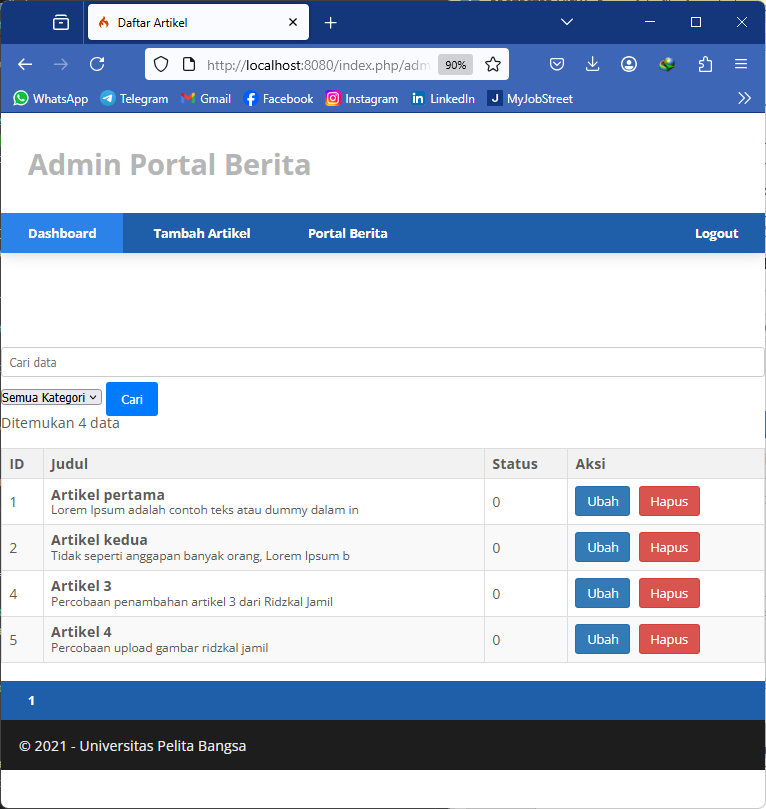 Daftar Artikel
http://localhost:8080/index.php/adm
90%
WhatsApp Telegram Gmail Facebook Instagram LinkedIn J MyJobStreet
Admin Portal Berita
Dashboard Tambah Artikel Portal Berita Logout
Cari data
Semua Kategori Cari
Ditemukan 4 data
ID Judul Status Aksi
1 Artikel pertama 0 Ubah Hapus
Lorem Ipsum adalah contoh teks atau dummy dalam in
2 Artikel kedua 0 Ubah Hapus
Tidak seperti anggapan banyak orang, Lorem Ipsum b
4 Artikel 3 0 Ubah Hapus
Percobaan penambahan artikel 3 dari Ridzkal Jamil
5 Artikel 4 0 Ubah Hapus
Percobaan upload gambar ridzkal jamil
1
© 2021 - Universitas Pelita Bangsa